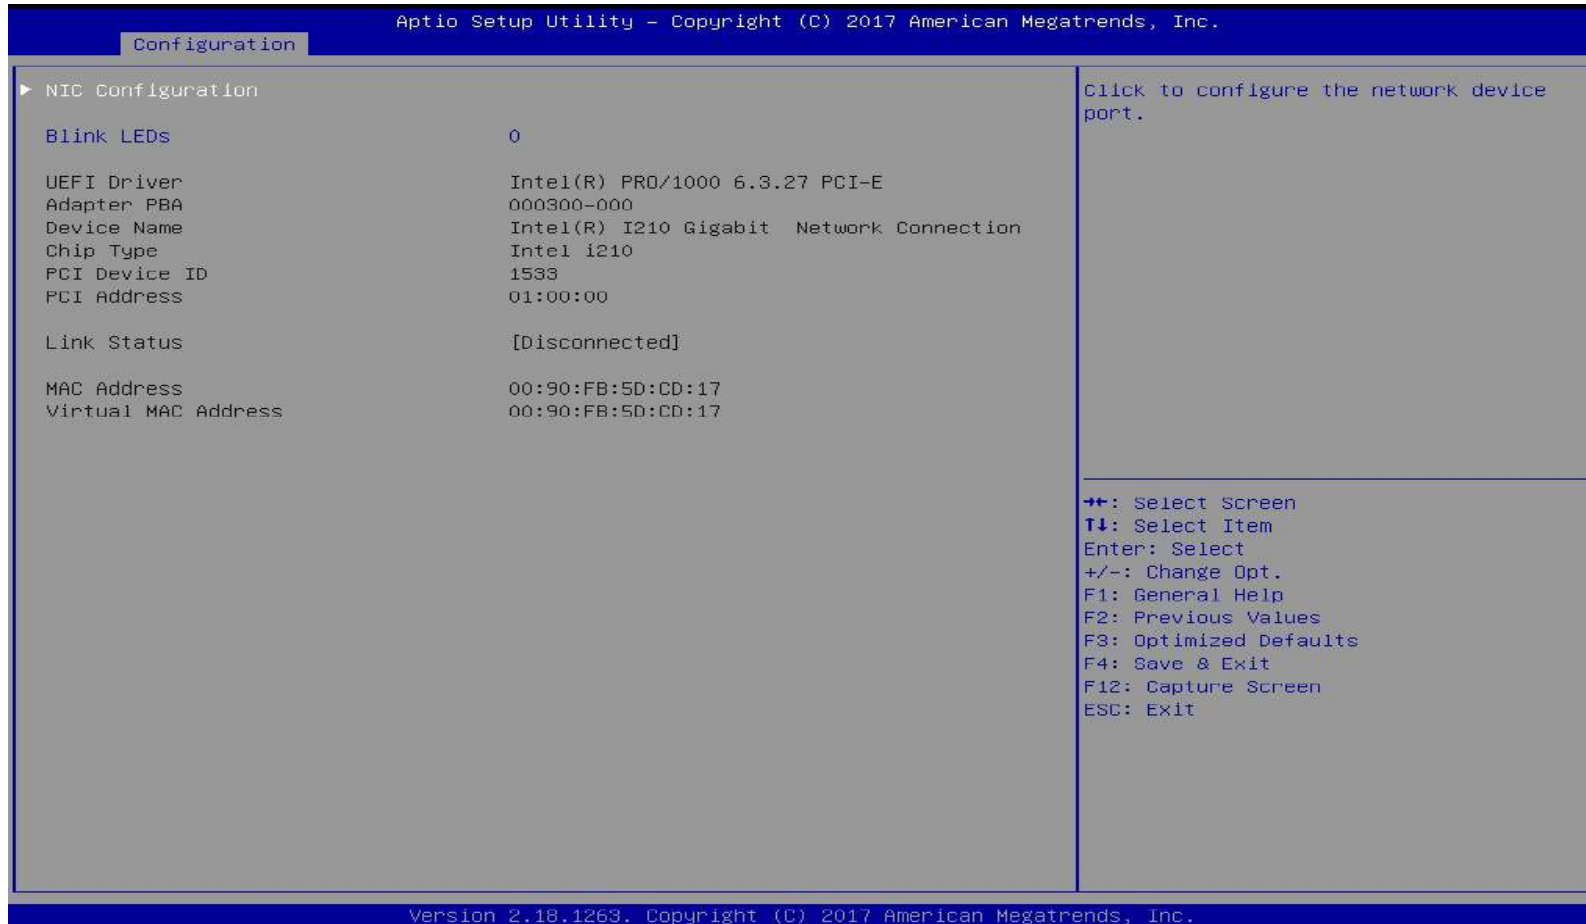 Aptio Setup Utility – Copyright (C) 2017 American Megatrends, Inc.
Configuration
► NIC Configuration
Blink LEDs 0
UEFI Driver Intel(R) PRO/1000 6.3.27 PCI-E
Adapter PBA 000300-000
Device Name Intel(R) I210 Gigabit  Network Connection
Chip Type Intel i210
PCI Device ID 1533
PCI Address 01:00:00
Link Status [Disconnected]
MAC Address 00:90:FB:5D:CD:17
Virtual MAC Address 00:90:FB:5D:CD:17
Click to configure the network device
port.
→←: Select Screen
↑↓: Select Item
Enter: Select
+/-: Change Opt.
F1: General Help
F2: Previous Values
F3: Optimized Defaults
F4: Save & Exit
F12: Capture Screen
ESC: Exit
Version 2.18.1263. Copyright (C) 2017 American Megatrends, Inc.